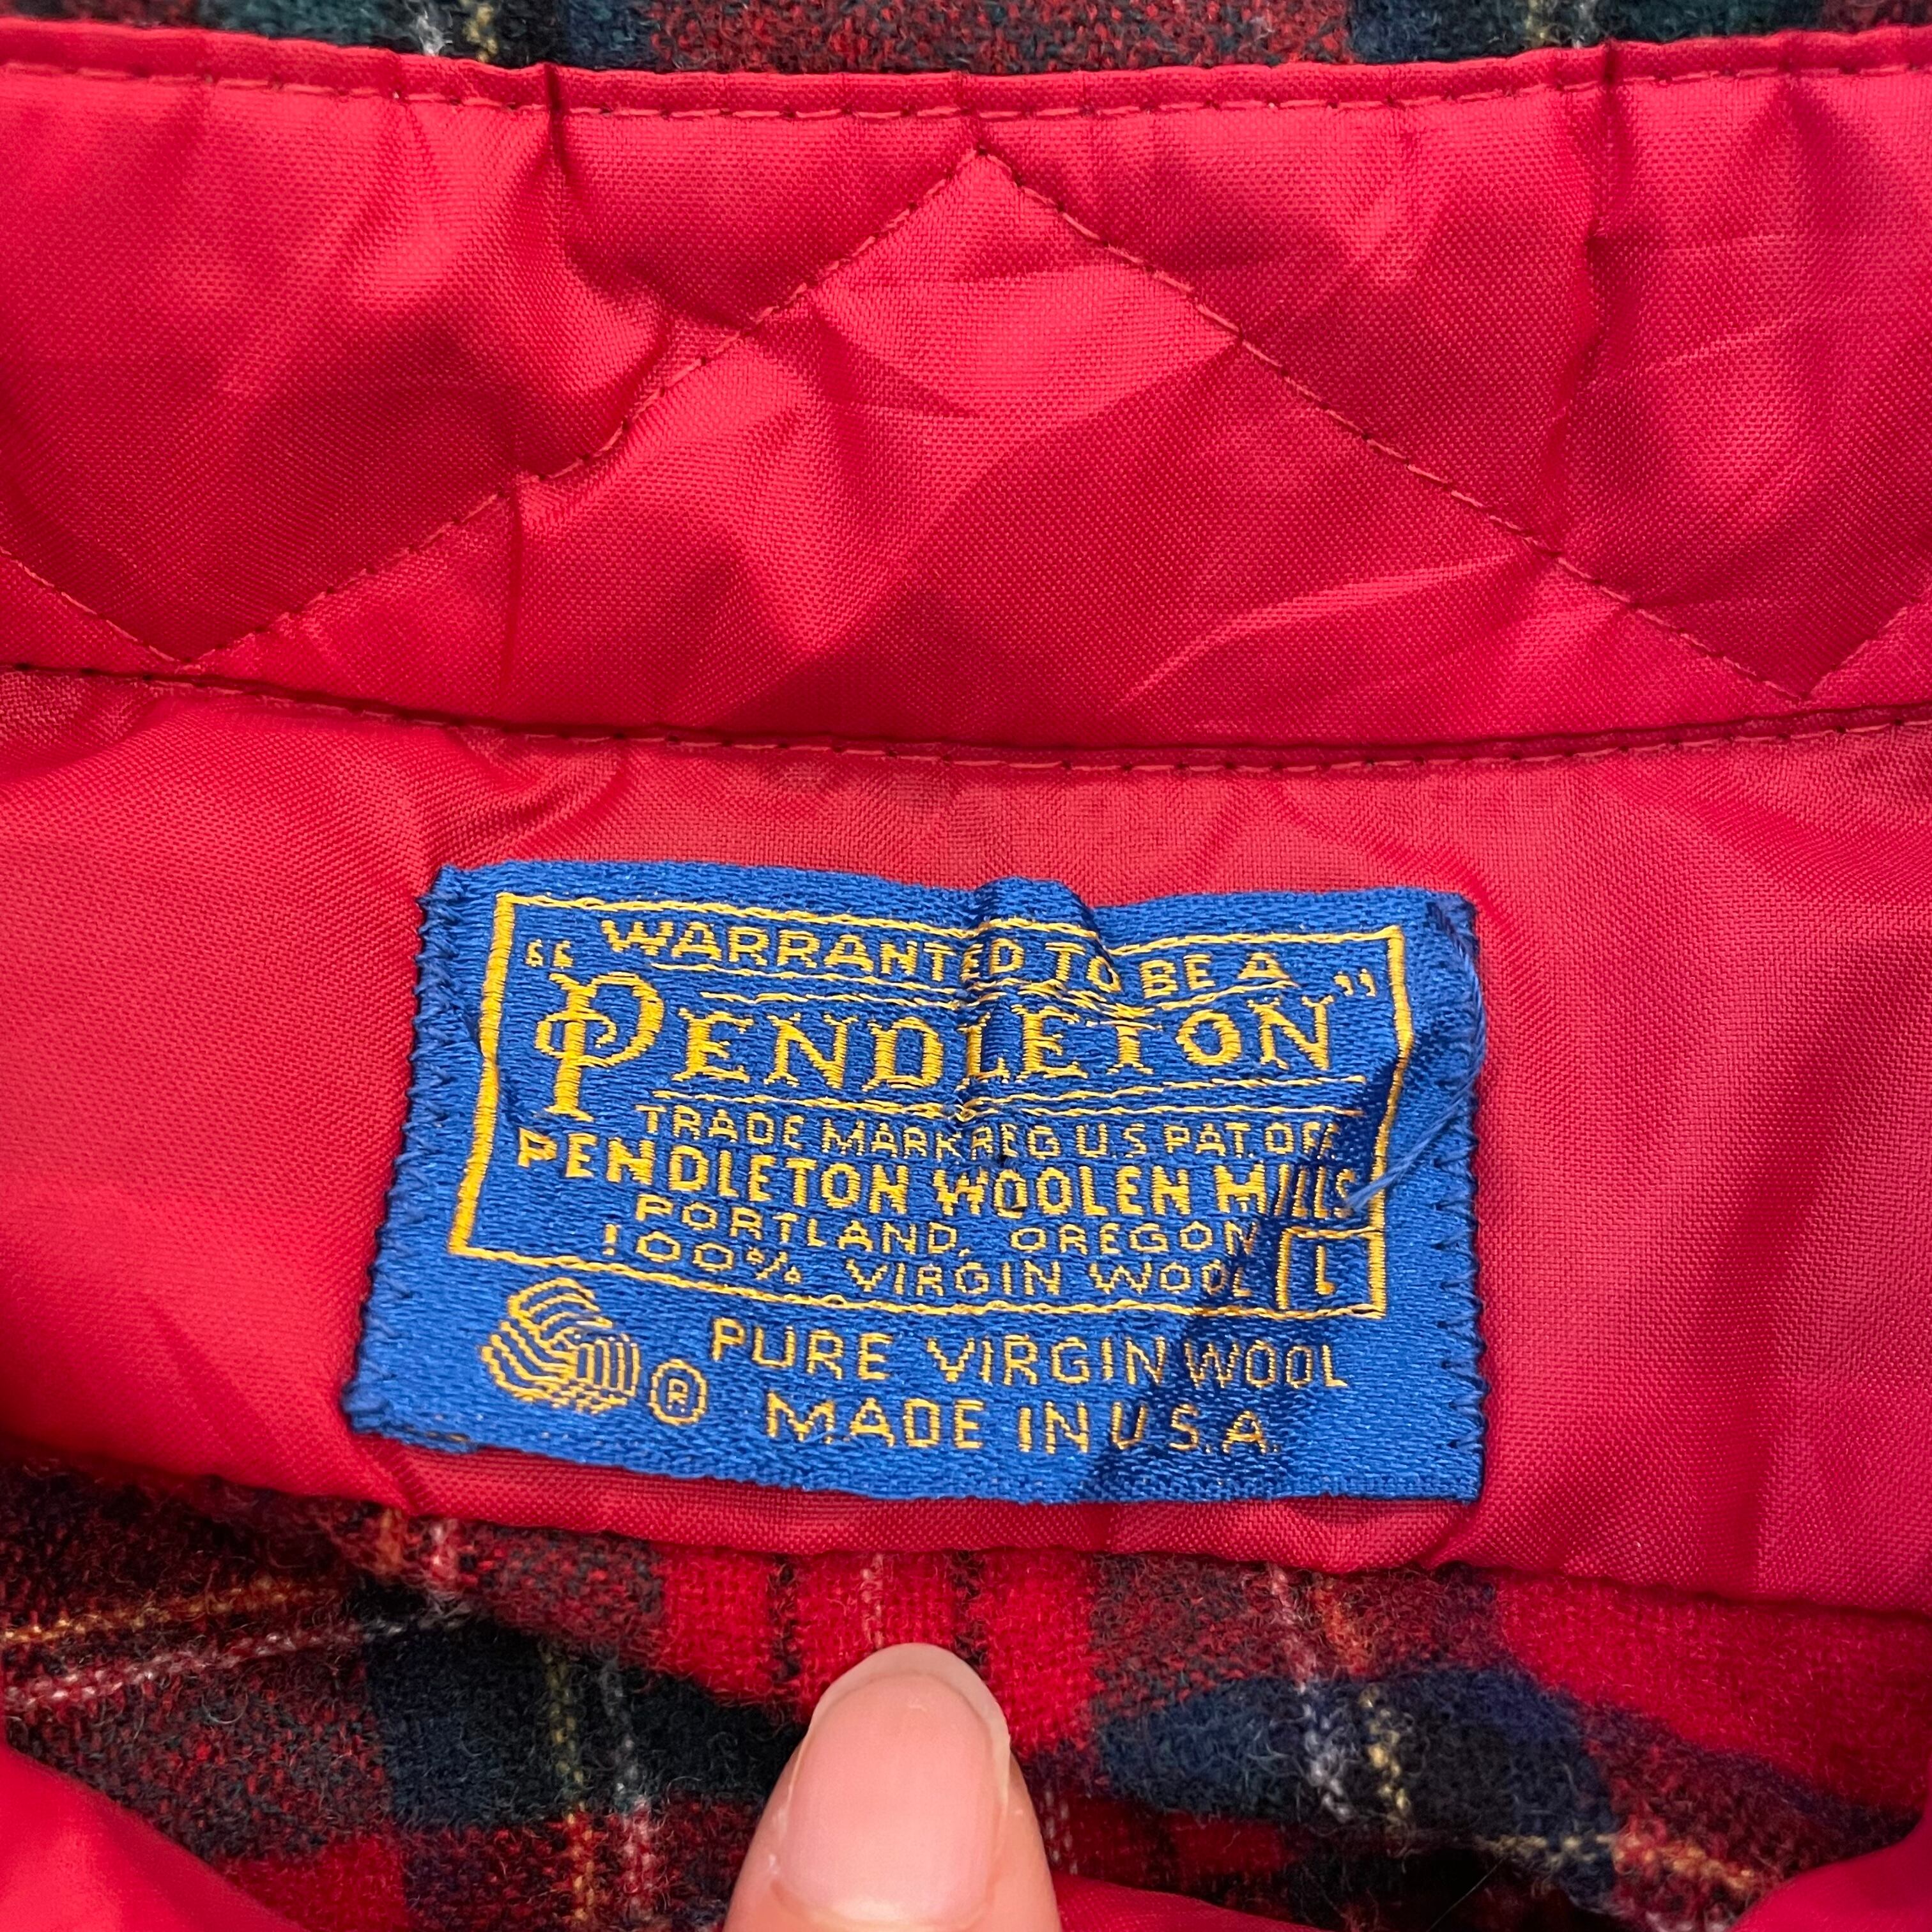 WARRANTED TO BE A
"PENDLETON"
TRADE MARK REG U.S PAT. OFF.
PENDLETON WOOLEN MILLS
PORTLAND, OREGON
100% VIRGIN WOOL L
® PURE VIRGIN WOOL
MADE IN U.S.A.